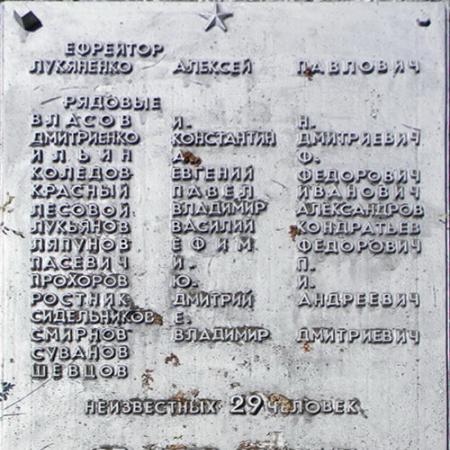 ЕФРЕЙТОР
ЛУКЯНЕНКО АЛЕКСЕЙ ПАВЛОВИЧ
РЯДОВЫЕ
ВЛАСОВ И. Н.
ДМИТРИЕНКО КОНСТАНТИН ДМИТРИЕВИЧ
ИЛЬИН А. Ф.
КОЛЕДОВ ЕВГЕНИЙ ФЕДОРОВИЧ
КРАСНЫЙ ПАВЕЛ ИВАНОВИЧ
ЛЕСОВОЙ ВЛАДИМИР АЛЕКСАНДРОВ
ЛУКЬЯНОВ ВАСИЛИЙ КОНДРАТЬЕВ
ЛЯПУНОВ ЕФИМ ФЕДОРОВИЧ
ПАСЕВИЧ И. П.
ПРОХОРОВ Ю. И.
РОСТНИК ДМИТРИЙ АНДРЕЕВИЧ
СИДЕЛЬНИКОВ Е.
СМИРНОВ ВЛАДИМИР ДМИТРИЕВИЧ
СУВАНОВ
ШЕВЦОВ
НЕИЗВЕСТНЫХ 29 ЧЕЛОВЕК